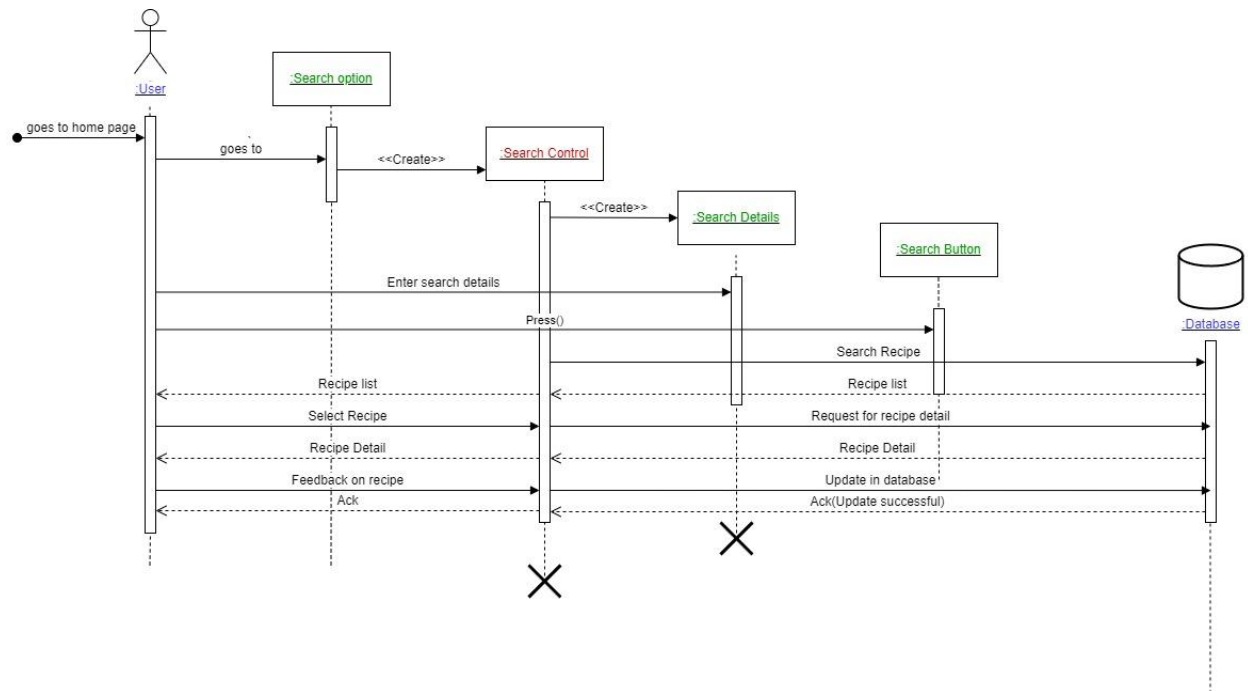 :User
:Search option
goes to home page
goes to
<<Create>>
:Search Control
<<Create>>
:Search Details
:Search Button
Enter search details
Press()
:Database
Search Recipe
Recipe list
Recipe list
Select Recipe
Request for recipe detail
Recipe Detail
Recipe Detail
Feedback on recipe
Update in database
Ack
Ack(Update successful)